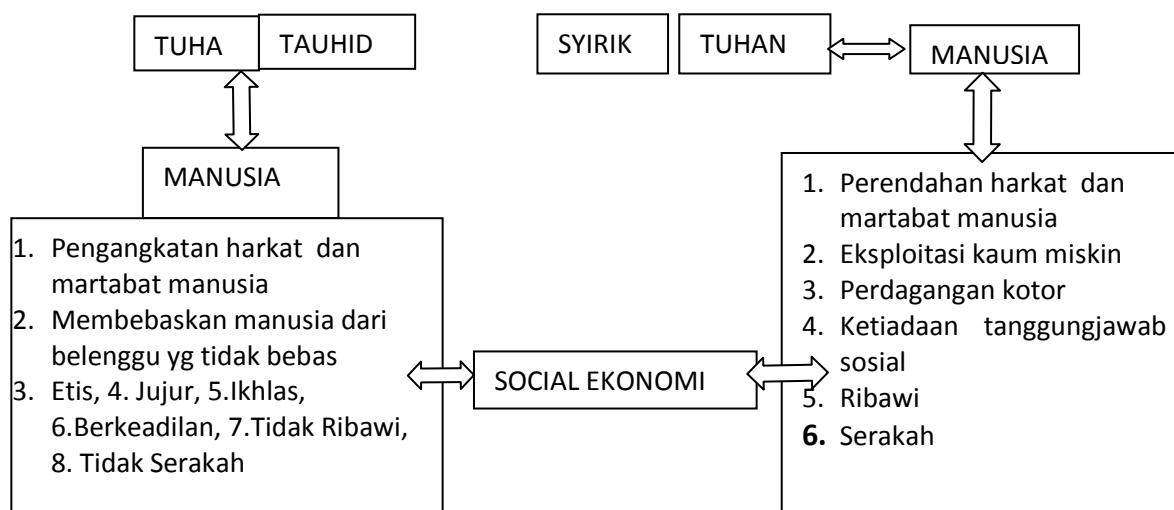 TUHA
TAUHID
SYIRIK
TUHAN
MANUSIA
MANUSIA
1. Pengangkatan harkat dan
martabat manusia
2. Membebaskan manusia dari
belenggu yg tidak bebas
3. Etis, 4. Jujur, 5.Ikhlas,
6.Berkeadilan, 7.Tidak Ribawi,
8. Tidak Serakah
SOCIAL EKONOMI
1. Perendahan harkat dan
martabat manusia
2. Eksploitasi kaum miskin
3. Perdagangan kotor
4. Ketiadaan tanggungjawab
sosial
5. Ribawi
6. Serakah